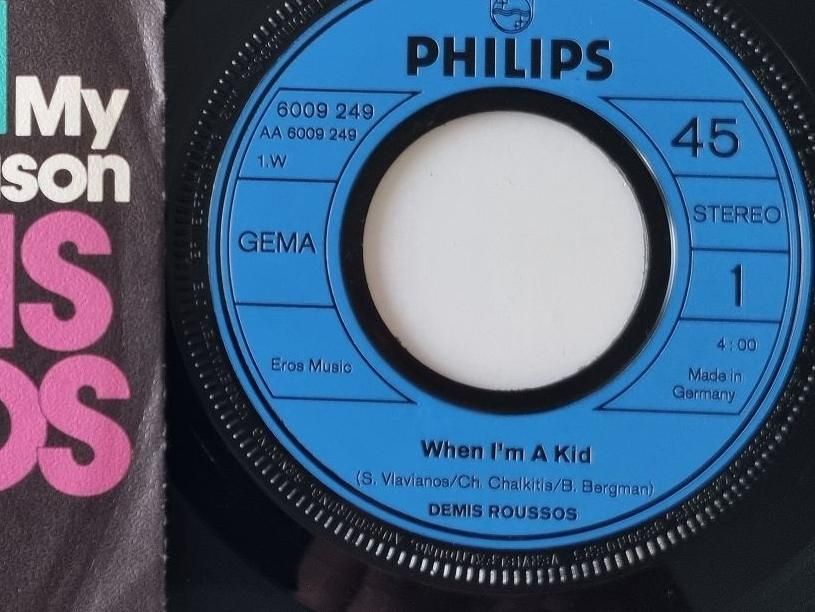 My
son
IS
OS
PHILIPS
6009 249
AA 6009 249
1.W
GEMA
Eros Music
45
STEREO
1
4:00
Made in
Germany
When I'm A Kid
(S. Vlavianos/Ch. Chalkitis/B. Bergman)
DEMIS ROUSSOS